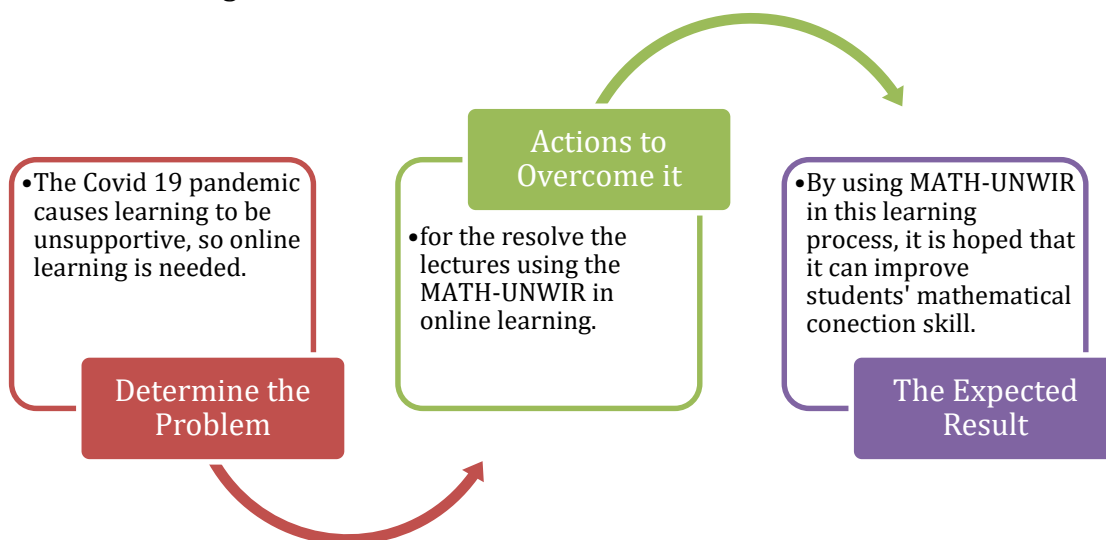 •The Covid 19 pandemic
causes learning to be
unsupportive, so online
learning is needed.
Determine the
Problem
Actions to
Overcome it
•for the resolve the
lectures using the
MATH-UNWIR in
online learning.
•By using MATH-UNWIR
in this learning
process, it is hoped that
it can improve
students' mathematical
conection skill.
The Expected
Result